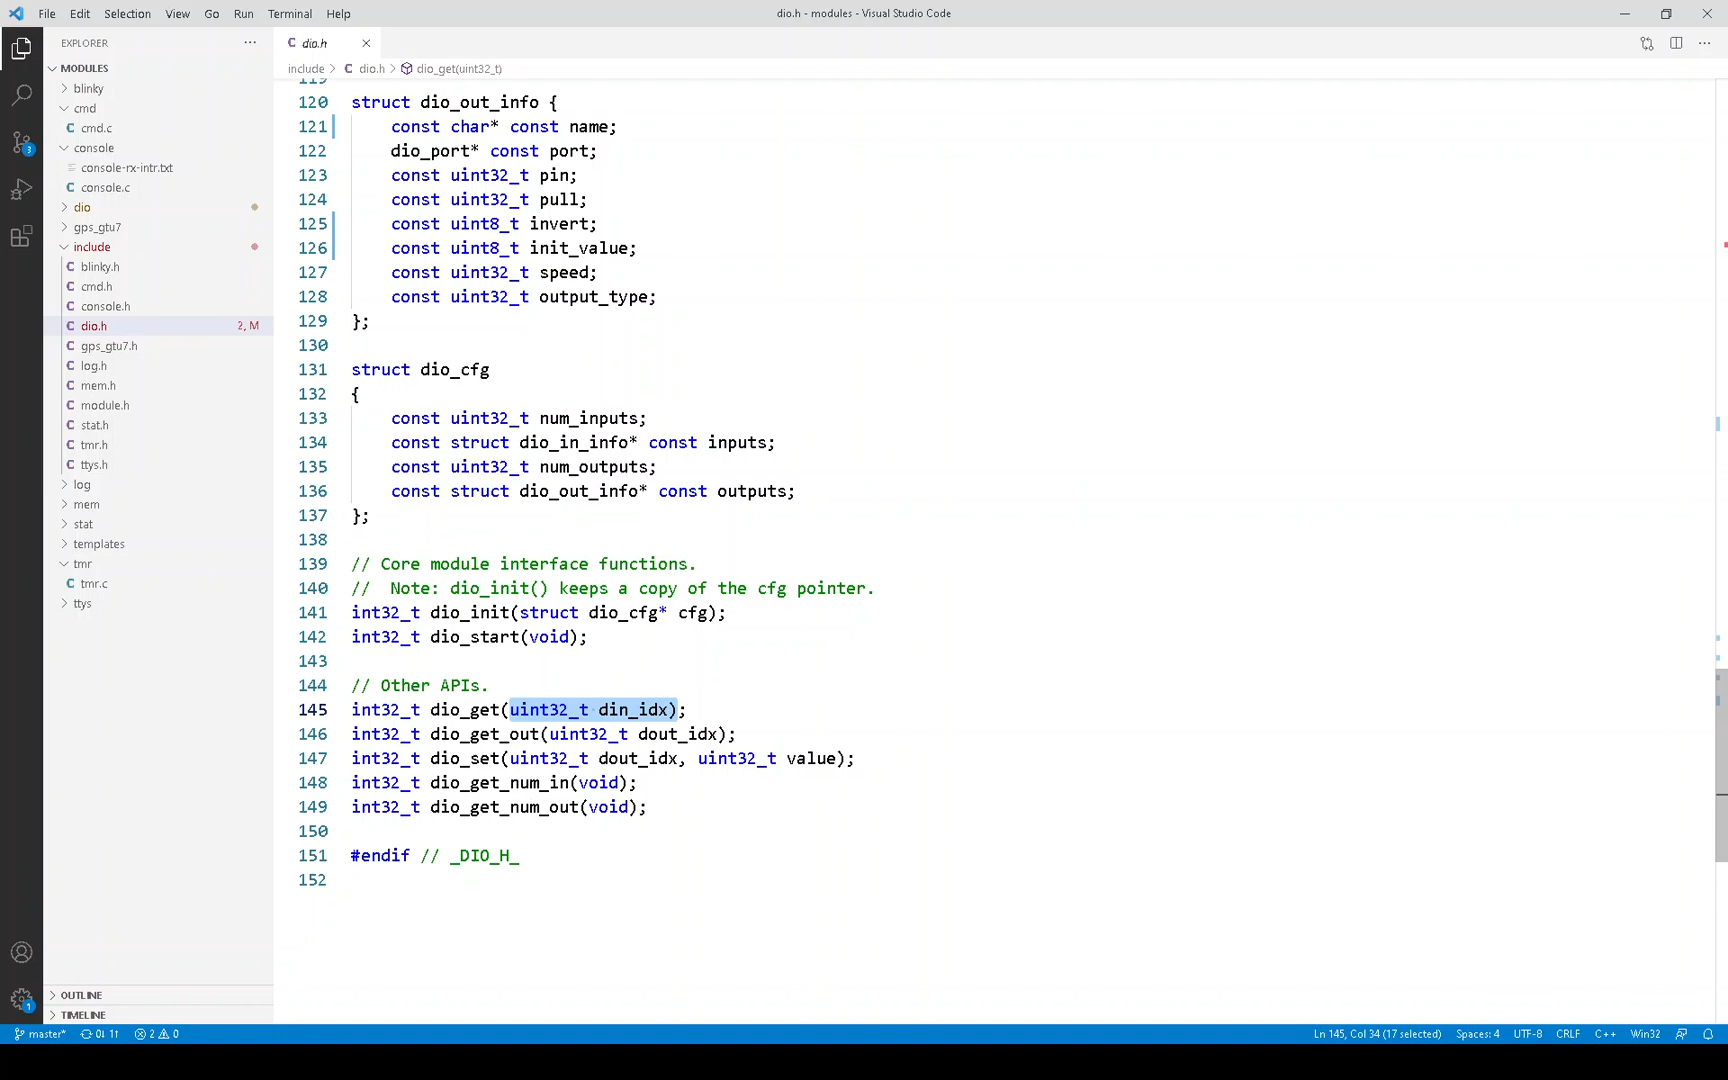 File Edit Selection View Go Run Terminal Help
dio.h - modules - Visual Studio Code
EXPLORER
MODULES
blinky
cmd
cmd.c
console
console-rx-intr.txt
console.c
dio
gps_gtu7
include
blinky.h
cmd.h
console.h
dio.h 2, M
gps_gtu7.h
log.h
mem.h
module.h
stat.h
tmr.h
ttys.h
log
mem
stat
templates
tmr
tmr.c
ttys
OUTLINE
TIMELINE
3
1
dio.h
include > dio.h > dio_get(uint32_t)
119
120 struct dio_out_info {
121 const char* const name;
122 dio_port* const port;
123 const uint32_t pin;
124 const uint32_t pull;
125 const uint8_t invert;
126 const uint8_t init_value;
127 const uint32_t speed;
128 const uint32_t output_type;
129 };
130
131 struct dio_cfg
132 {
133 const uint32_t num_inputs;
134 const struct dio_in_info* const inputs;
135 const uint32_t num_outputs;
136 const struct dio_out_info* const outputs;
137 };
138
139 // Core module interface functions.
140 //  Note: dio_init() keeps a copy of the cfg pointer.
141 int32_t dio_init(struct dio_cfg* cfg);
142 int32_t dio_start(void);
143
144 // Other APIs.
145 int32_t dio_get(uint32_t din_idx);
146 int32_t dio_get_out(uint32_t dout_idx);
147 int32_t dio_set(uint32_t dout_idx, uint32_t value);
148 int32_t dio_get_num_in(void);
149 int32_t dio_get_num_out(void);
150
151 #endif // _DIO_H_
152
master* 0↓ 1↑ 2 0
Ln 145, Col 34 (17 selected) Spaces: 4 UTF-8 CRLF C++ Win32